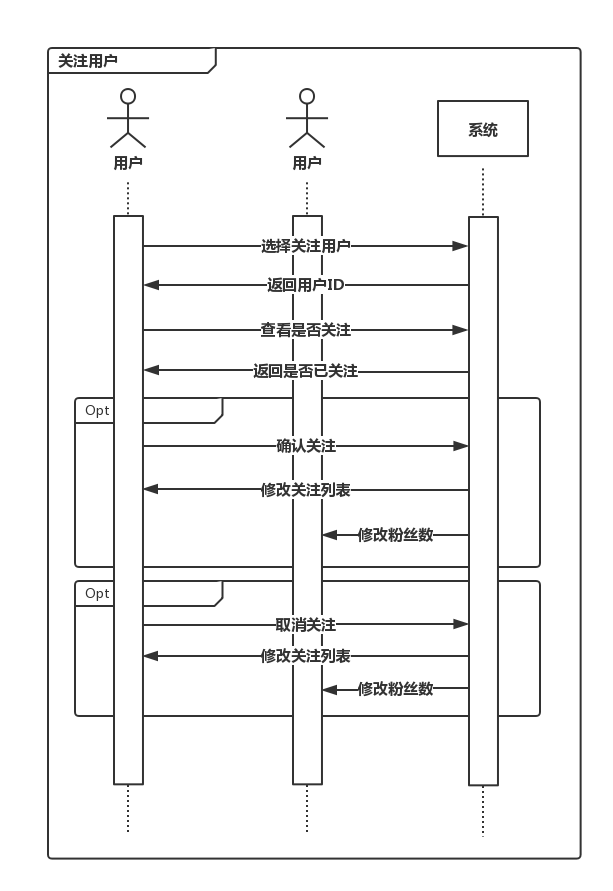 关注用户
用户
用户
系统
选择关注用户
返回用户ID
查看是否关注
返回是否已关注
Opt
确认关注
修改关注列表
修改粉丝数
Opt
取消关注
修改关注列表
修改粉丝数